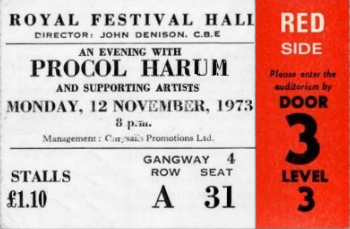 ROYAL FESTIVAL HALL
DIRECTOR: JOHN DENISON, C.B.E
AN EVENING WITH
PROCOL HARUM
AND SUPPORTING ARTISTS
MONDAY, 12 NOVEMBER, 1973
8 p.m.
Management: Chrysalis Promotions Ltd.
GANGWAY 4
ROW SEAT
STALLS
£1.10
A 31
RED
SIDE
Please enter the
auditorium by
DOOR
3
LEVEL
3